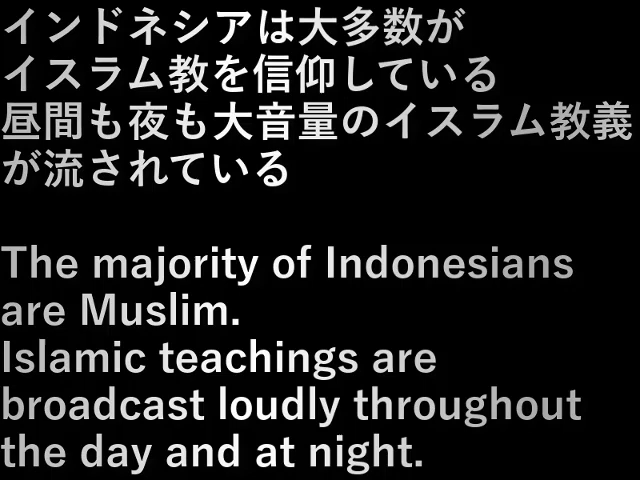 インドネシアは大多数が
イスラム教を信仰している
昼間も夜も大音量のイスラム教義
が流されている
The majority of Indonesians
are Muslim.
Islamic teachings are
broadcast loudly throughout
the day and at night.